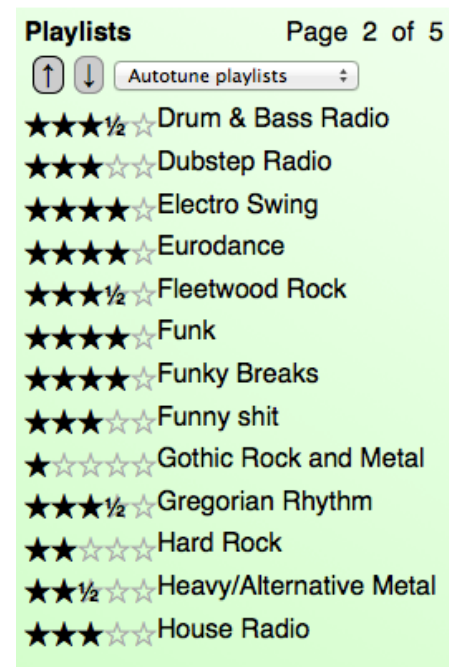 Playlists Page 2 of 5
↑ ↓ Autotune playlists
★★★½☆ Drum & Bass Radio
★★★☆☆ Dubstep Radio
★★★★☆ Electro Swing
★★★★☆ Eurodance
★★★½☆ Fleetwood Rock
★★★★☆ Funk
★★★★☆ Funky Breaks
★★★☆☆ Funny shit
★☆☆☆☆ Gothic Rock and Metal
★★★½☆ Gregorian Rhythm
★★☆☆☆ Hard Rock
★★½☆☆ Heavy/Alternative Metal
★★★☆☆ House Radio